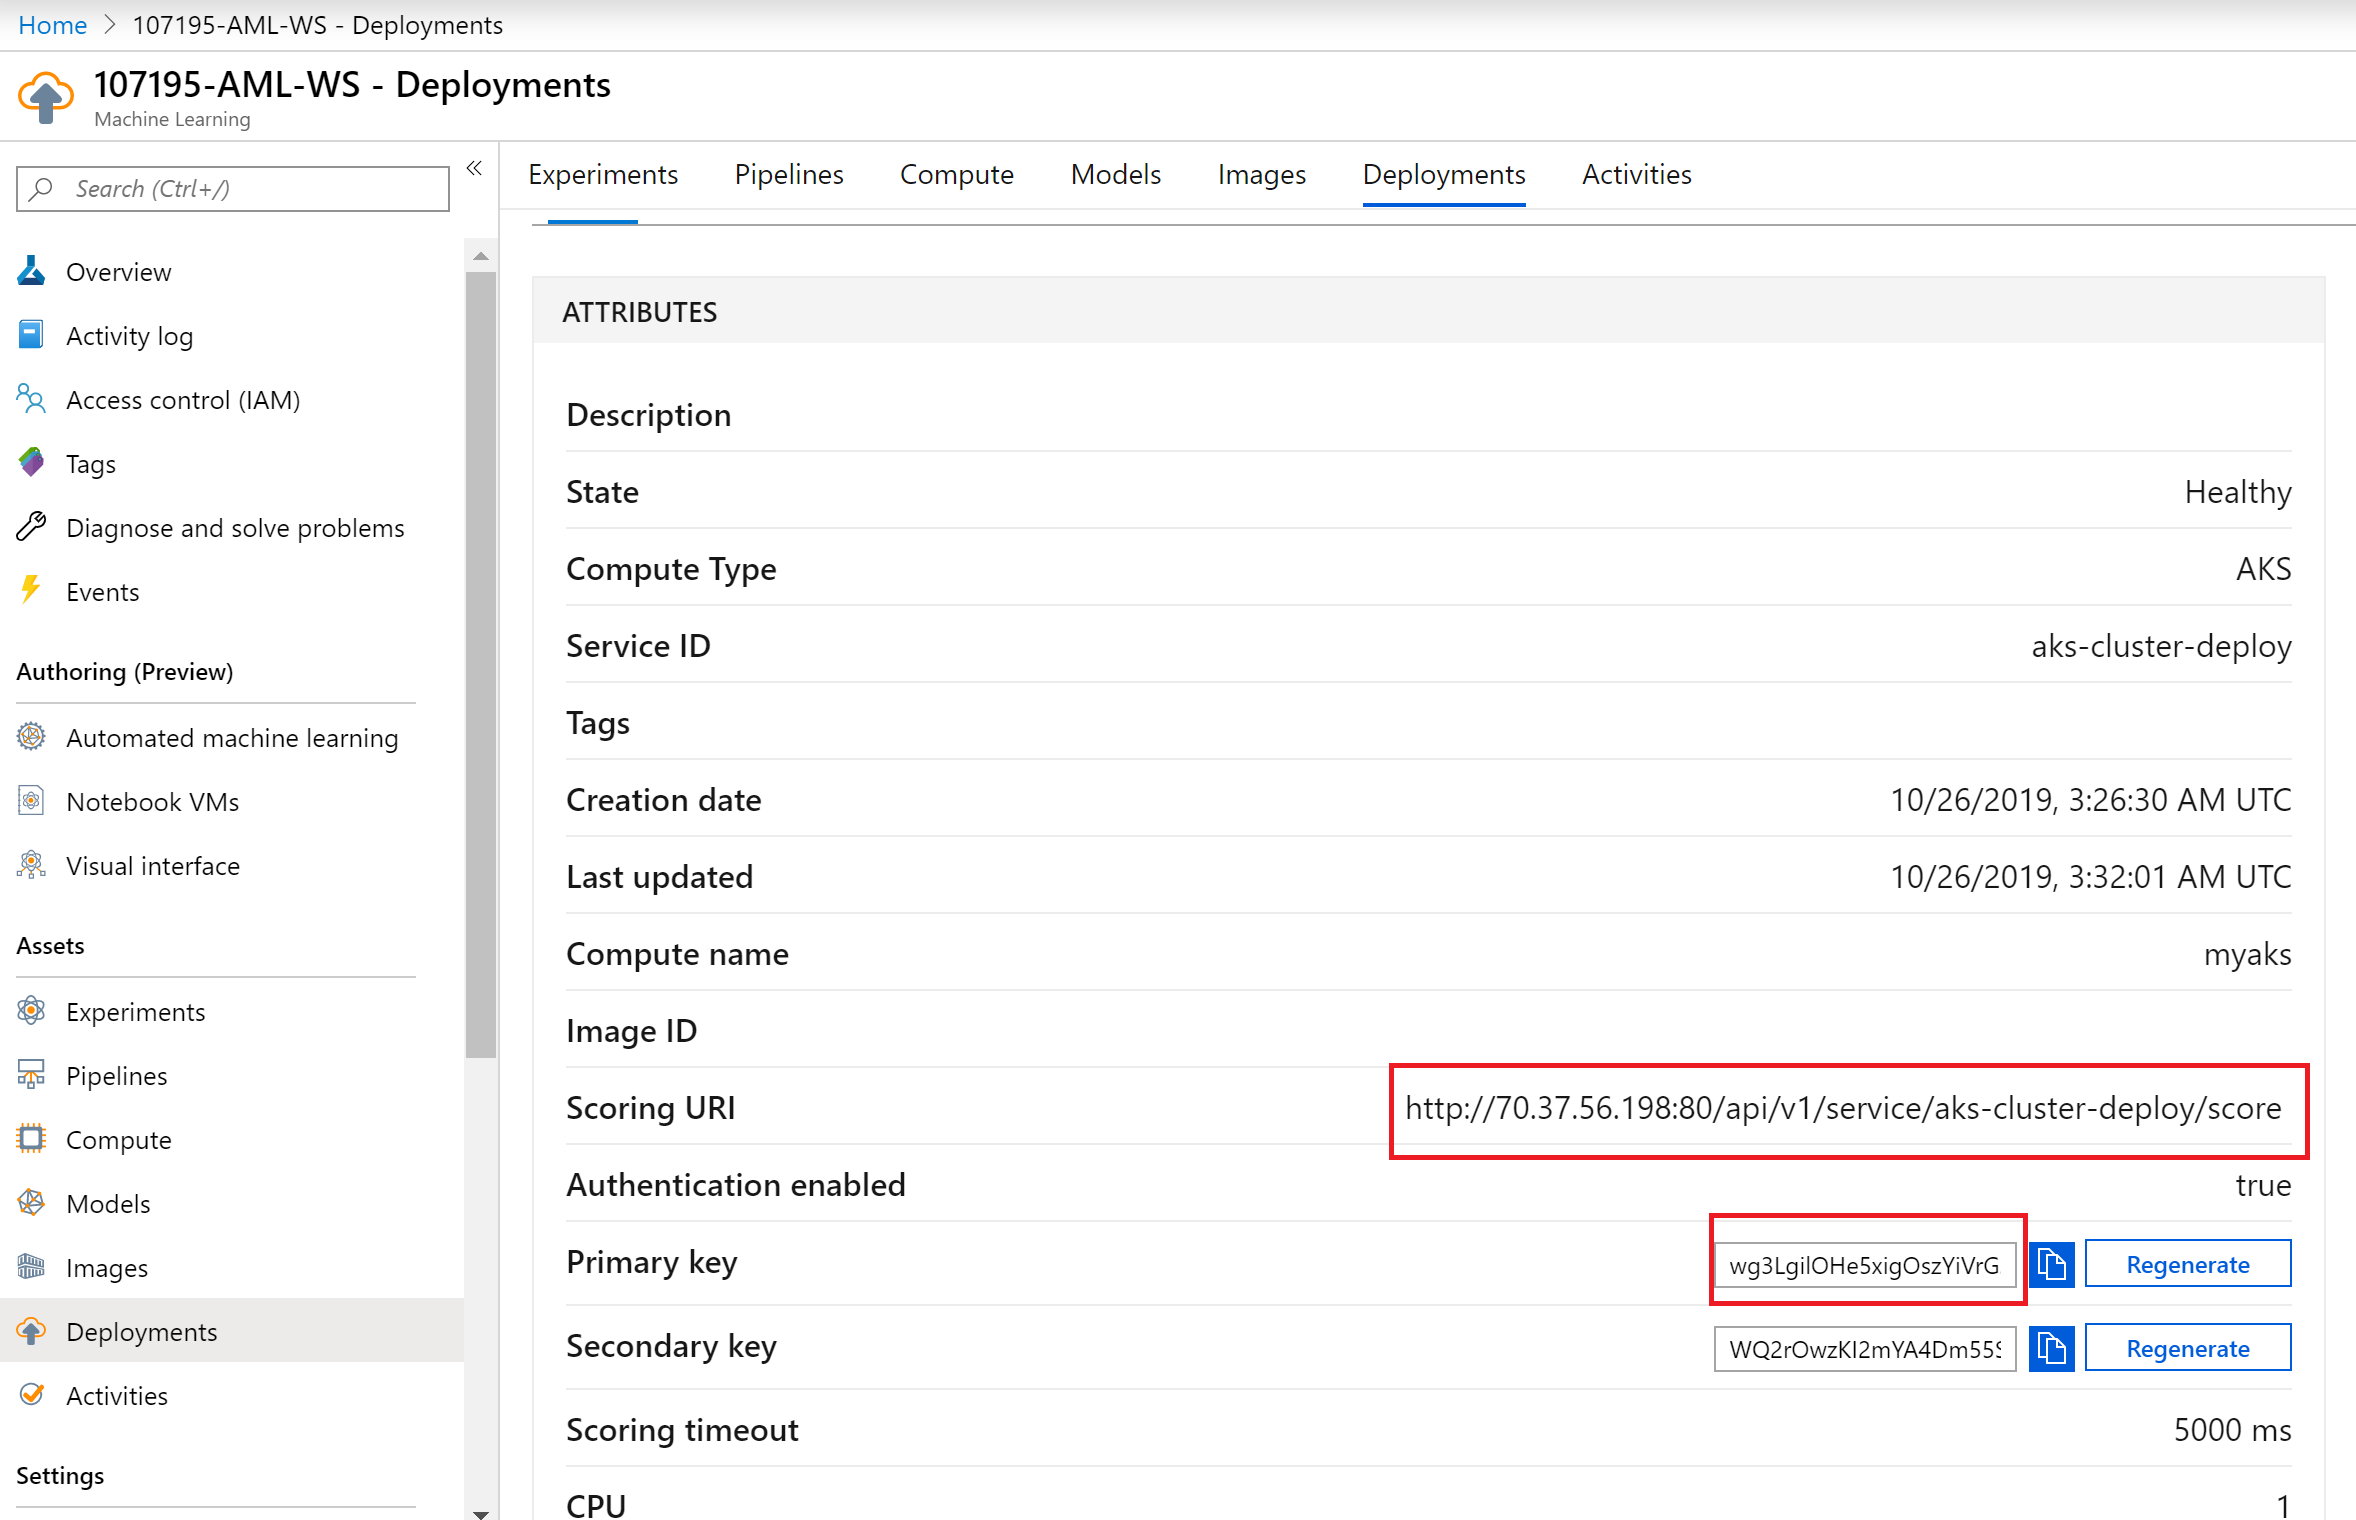 Home > 107195-AML-WS - Deployments
107195-AML-WS - Deployments
Machine Learning
Search (Ctrl+/)
«
Overview
Activity log
Access control (IAM)
Tags
Diagnose and solve problems
Events
Authoring (Preview)
Automated machine learning
Notebook VMs
Visual interface
Assets
Experiments
Pipelines
Compute
Models
Images
Deployments
Activities
Settings
Experiments Pipelines Compute Models Images Deployments Activities
ATTRIBUTES
Description
State Healthy
Compute Type AKS
Service ID aks-cluster-deploy
Tags
Creation date 10/26/2019, 3:26:30 AM UTC
Last updated 10/26/2019, 3:32:01 AM UTC
Compute name myaks
Image ID
Scoring URI http://70.37.56.198:80/api/v1/service/aks-cluster-deploy/score
Authentication enabled true
Primary key wg3LgilOHe5xigOszYiVrG Regenerate
Secondary key WQ2rOwzKI2mYA4Dm55S Regenerate
Scoring timeout 5000 ms
CPU 1